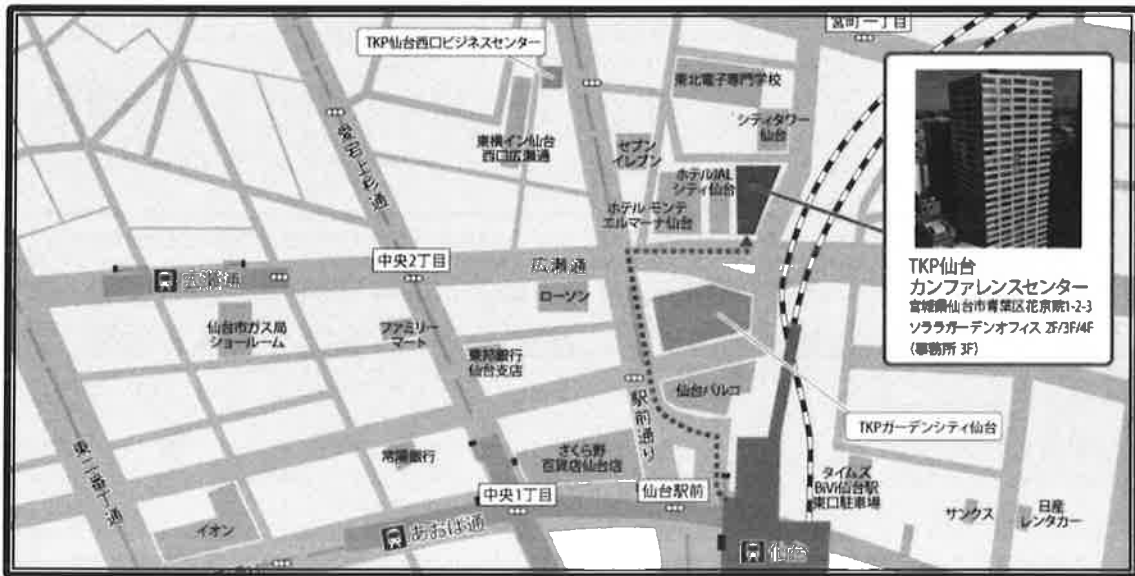 宮町一丁目
TKP仙台西口ビジネスセンター
東北電子専門学校
シティタワー
仙台
東横イン仙台
西口広瀬通
セブン
イレブン
ホテルJAL
シティ仙台
ホテル モンテ
エルマーナ仙台
愛宕上杉通
TKP仙台
カンファレンスセンター
宮城県仙台市青葉区花京院1-2-3
ソララガーデンオフィス 2F/3F/4F
(事務所 3F)
中央2丁目
広瀬通
広瀬通
ローソン
仙台市ガス局
ショールーム
ファミリー
マート
東邦銀行
仙台支店
仙台パルコ
駅前通り
TKPガーデンシティ仙台
東二番丁通
常陽銀行
さくら野
百貨店仙台店
中央1丁目
仙台駅前
タイムズ
BiVi仙台駅
東口駐車場
イオン
あおば通
仙台
サンクス
日産
レンタカー